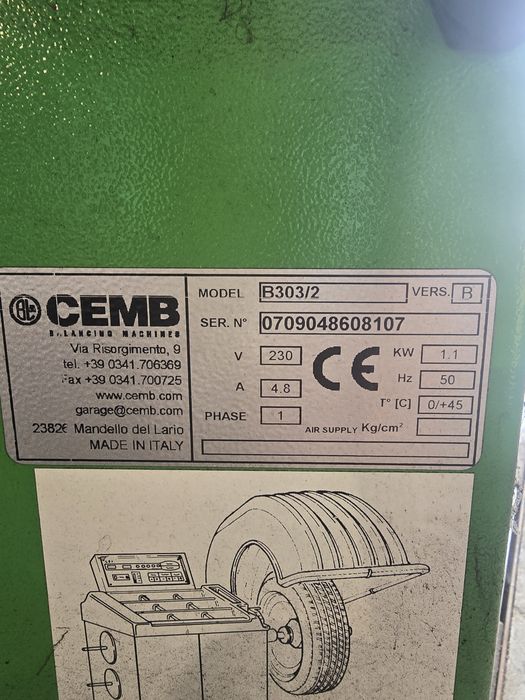 CEMB
BALANCING MACHINES
Via Risorgimento, 9
tel. +39 0341.706369
Fax +39 0341.700725
www.cemb.com
garage@cemb.com
23826 Mandello del Lario
MADE IN ITALY
MODEL B303/2 VERS. B
SER. N° 0709048608107
V 230
A 4.8
PHASE 1
CE
KW 1.1
Hz 50
T° [C] 0/+45
AIR SUPPLY Kg/cm²